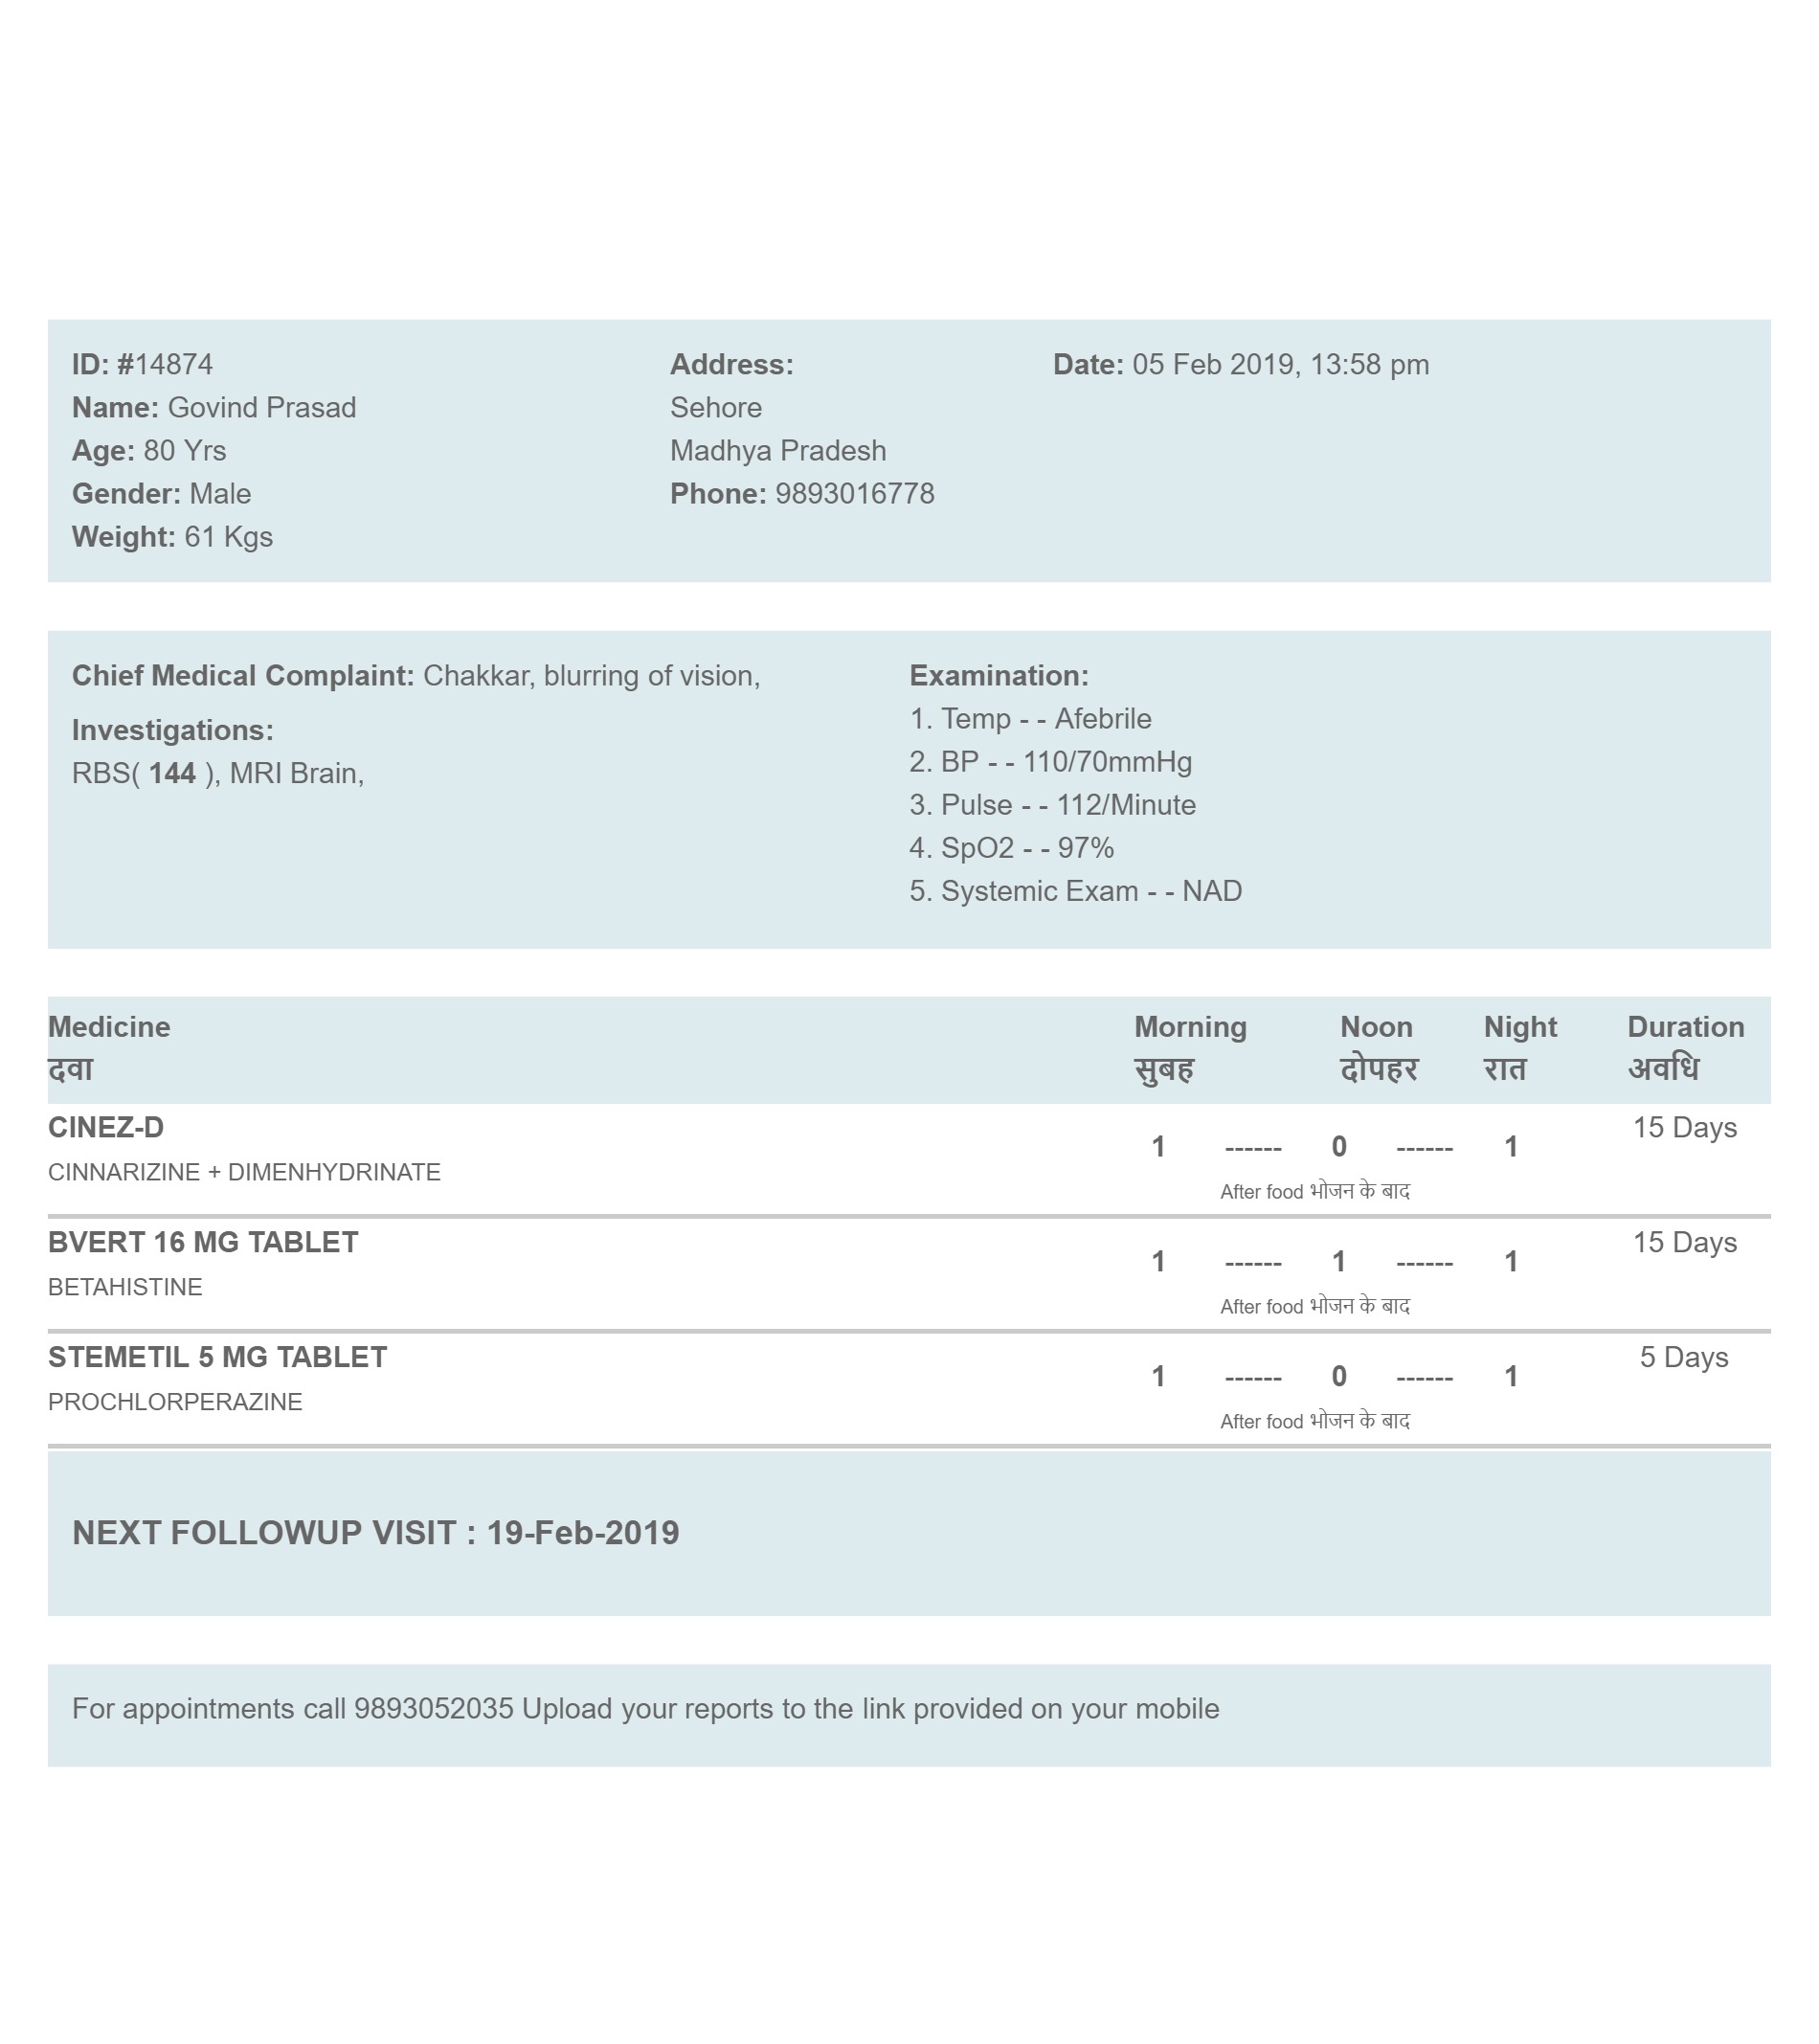 ID: #14874
Name: Govind Prasad
Age: 80 Yrs
Gender: Male
Weight: 61 Kgs
Address:
Sehore
Madhya Pradesh
Phone: 9893016778
Date: 05 Feb 2019, 13:58 pm
Chief Medical Complaint: Chakkar, blurring of vision,
Investigations:
RBS( 144 ), MRI Brain,
Examination:
1. Temp - - Afebrile
2. BP - - 110/70mmHg
3. Pulse - - 112/Minute
4. SpO2 - - 97%
5. Systemic Exam - - NAD
Medicine Morning Noon Night Duration
दवा सुबह दोपहर रात अवधि
CINEZ-D 1 ------ 0 ------ 1 15 Days
CINNARIZINE + DIMENHYDRINATE After food भोजन के बाद
BVERT 16 MG TABLET 1 ------ 1 ------ 1 15 Days
BETAHISTINE After food भोजन के बाद
STEMETIL 5 MG TABLET 1 ------ 0 ------ 1 5 Days
PROCHLORPERAZINE After food भोजन के बाद
NEXT FOLLOWUP VISIT : 19-Feb-2019
For appointments call 9893052035 Upload your reports to the link provided on your mobile